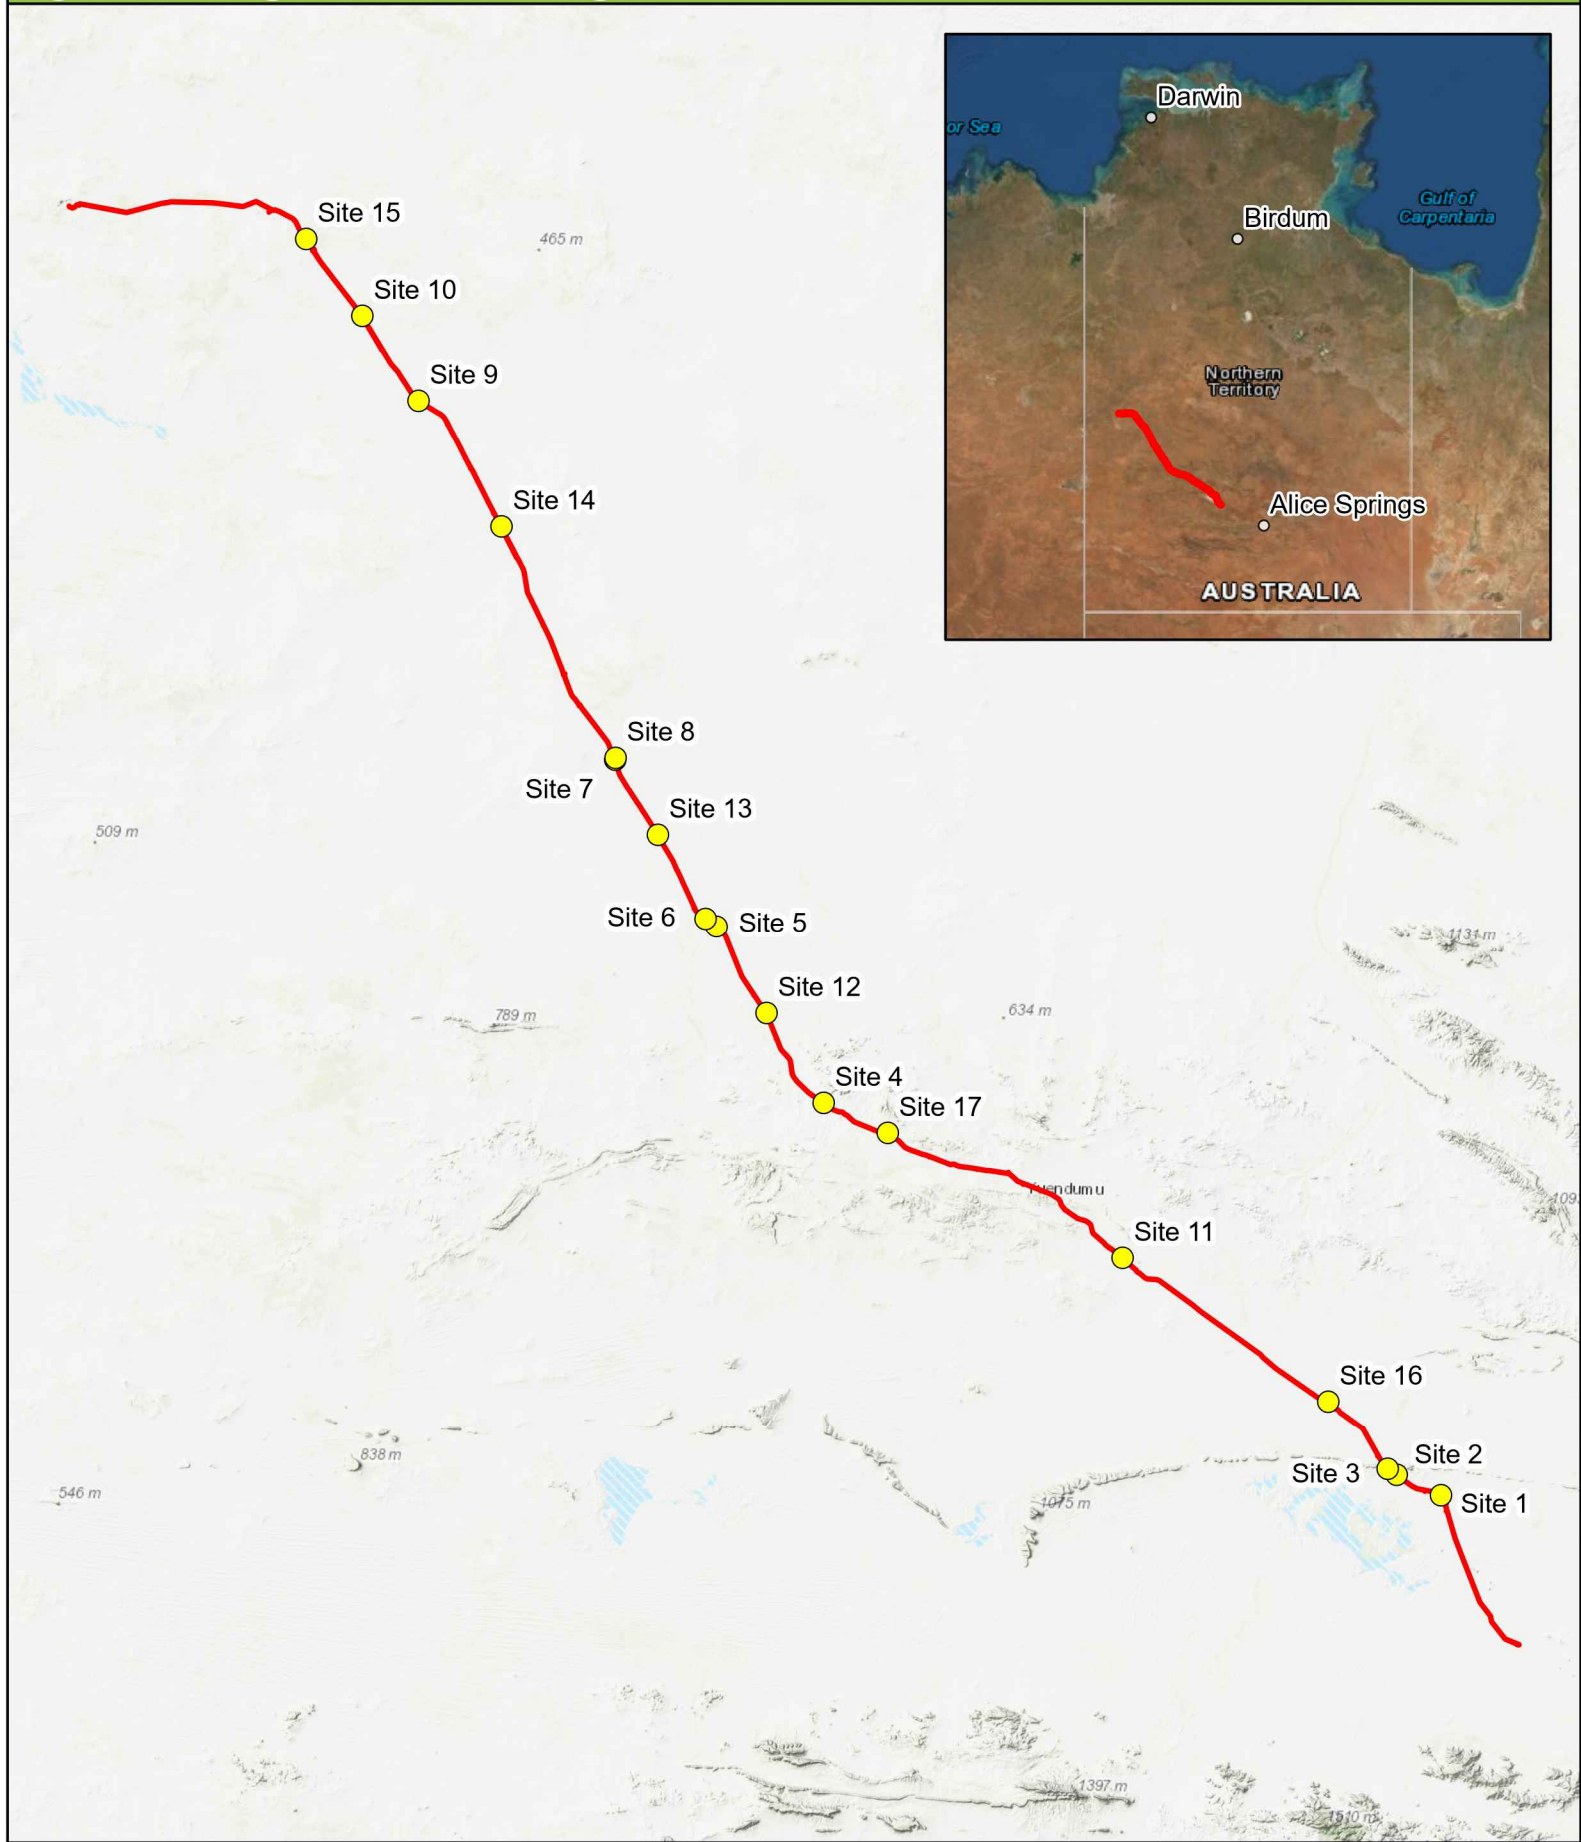 Darwin
or Sea
Gulf of
Carpentaria
Birdum
Northern
Territory
Alice Springs
AUSTRALIA
Site 15
465 m
Site 10
Site 9
Site 14
Site 8
Site 7
Site 13
509 m
Site 6
Site 5
1131 m
Site 12
789 m
634 m
Site 4
Site 17
Yuendumu
109
Site 11
Site 16
838 m
Site 2
Site 3
546 m
1075 m
Site 1
1397 m
1510 m